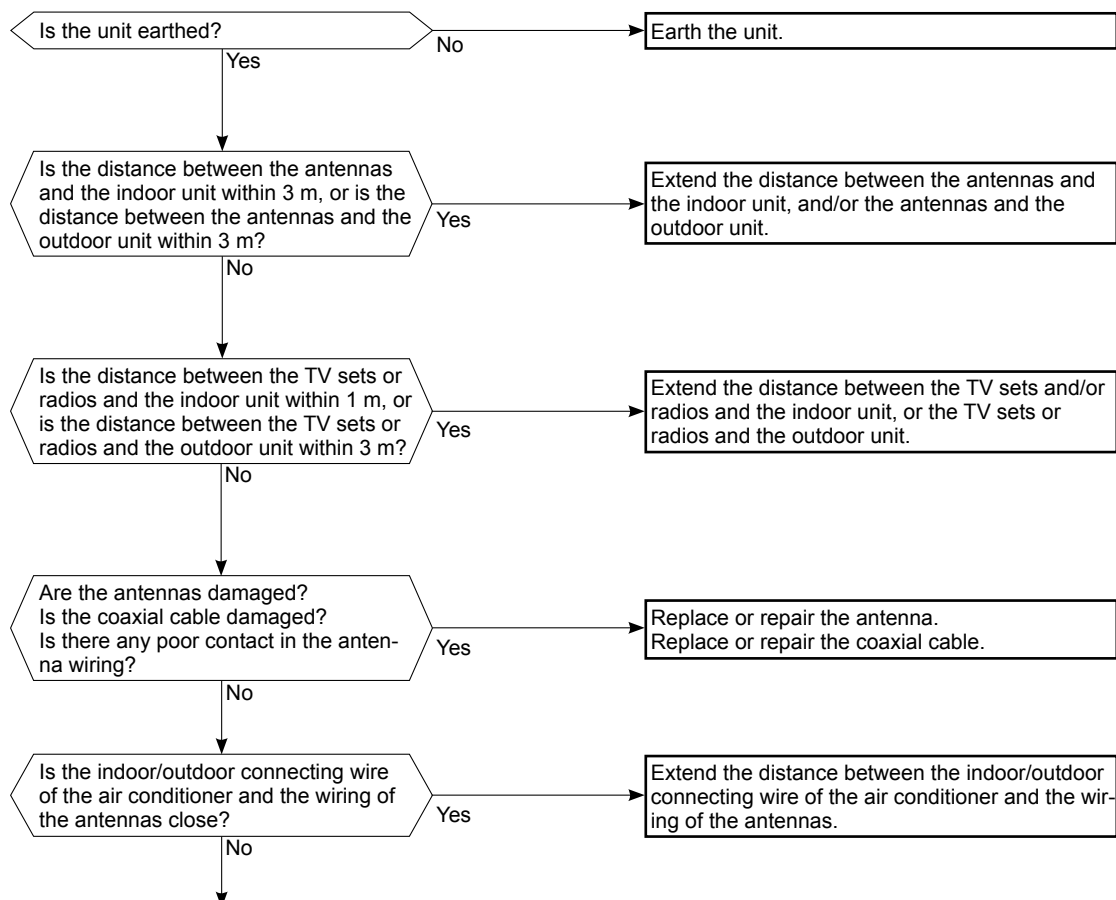 Is the unit earthed?
No
Earth the unit.
Yes
Is the distance between the antennas
and the indoor unit within 3 m, or is the
distance between the antennas and the
outdoor unit within 3 m?
Yes
Extend the distance between the antennas and
the indoor unit, and/or the antennas and the
outdoor unit.
No
Is the distance between the TV sets or
radios and the indoor unit within 1 m, or
is the distance between the TV sets or
radios and the outdoor unit within 3 m?
Yes
Extend the distance between the TV sets and/or
radios and the indoor unit, or the TV sets or
radios and the outdoor unit.
No
Are the antennas damaged?
Is the coaxial cable damaged?
Is there any poor contact in the anten-
na wiring?
Yes
Replace or repair the antenna.
Replace or repair the coaxial cable.
No
Is the indoor/outdoor connecting wire
of the air conditioner and the wiring of
the antennas close?
Yes
Extend the distance between the indoor/outdoor
connecting wire of the air conditioner and the wir-
ing of the antennas.
No